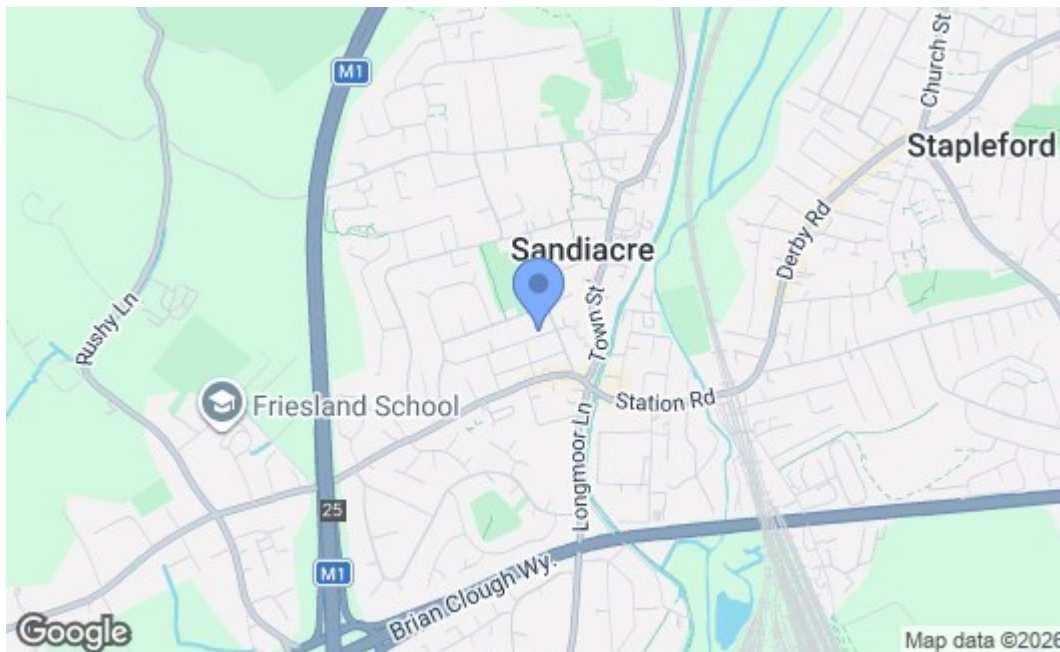 M1
Church St
Stapleford
Derby Rd
Sandiacre
Town St
Rushy Ln
Friesland School
Station Rd
Longmoor Ln
25
M1
Brian Clough Wy.
Google
Map data ©2026